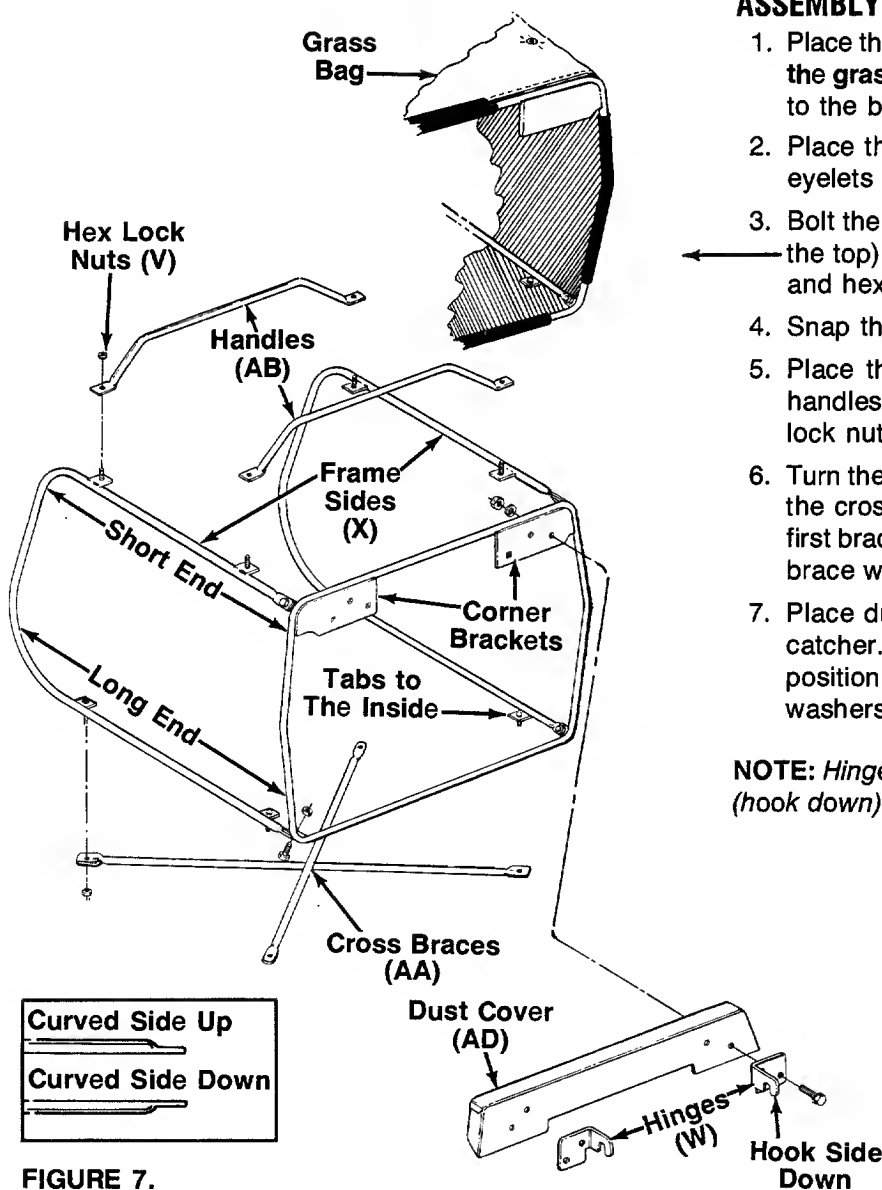 Grass
Bag
Hex Lock
Nuts (V)
Handles
(AB)
Frame
Sides
(X)
Short End
Corner
Brackets
Long End
Tabs to
The Inside
Cross Braces
(AA)
Curved Side Up
Curved Side Down
Dust Cover
(AD)
Hinges
(W)
Hook Side
Down
FIGURE 7.
ASSEMBLY
1. Place th
the gras
to the b
2. Place th
eyelets
3. Bolt the
the top)
and hex
4. Snap th
5. Place th
handles
lock nut
6. Turn the
the cros
first brac
brace w
7. Place du
catcher.
position
washers
NOTE: Hinge
(hook down)